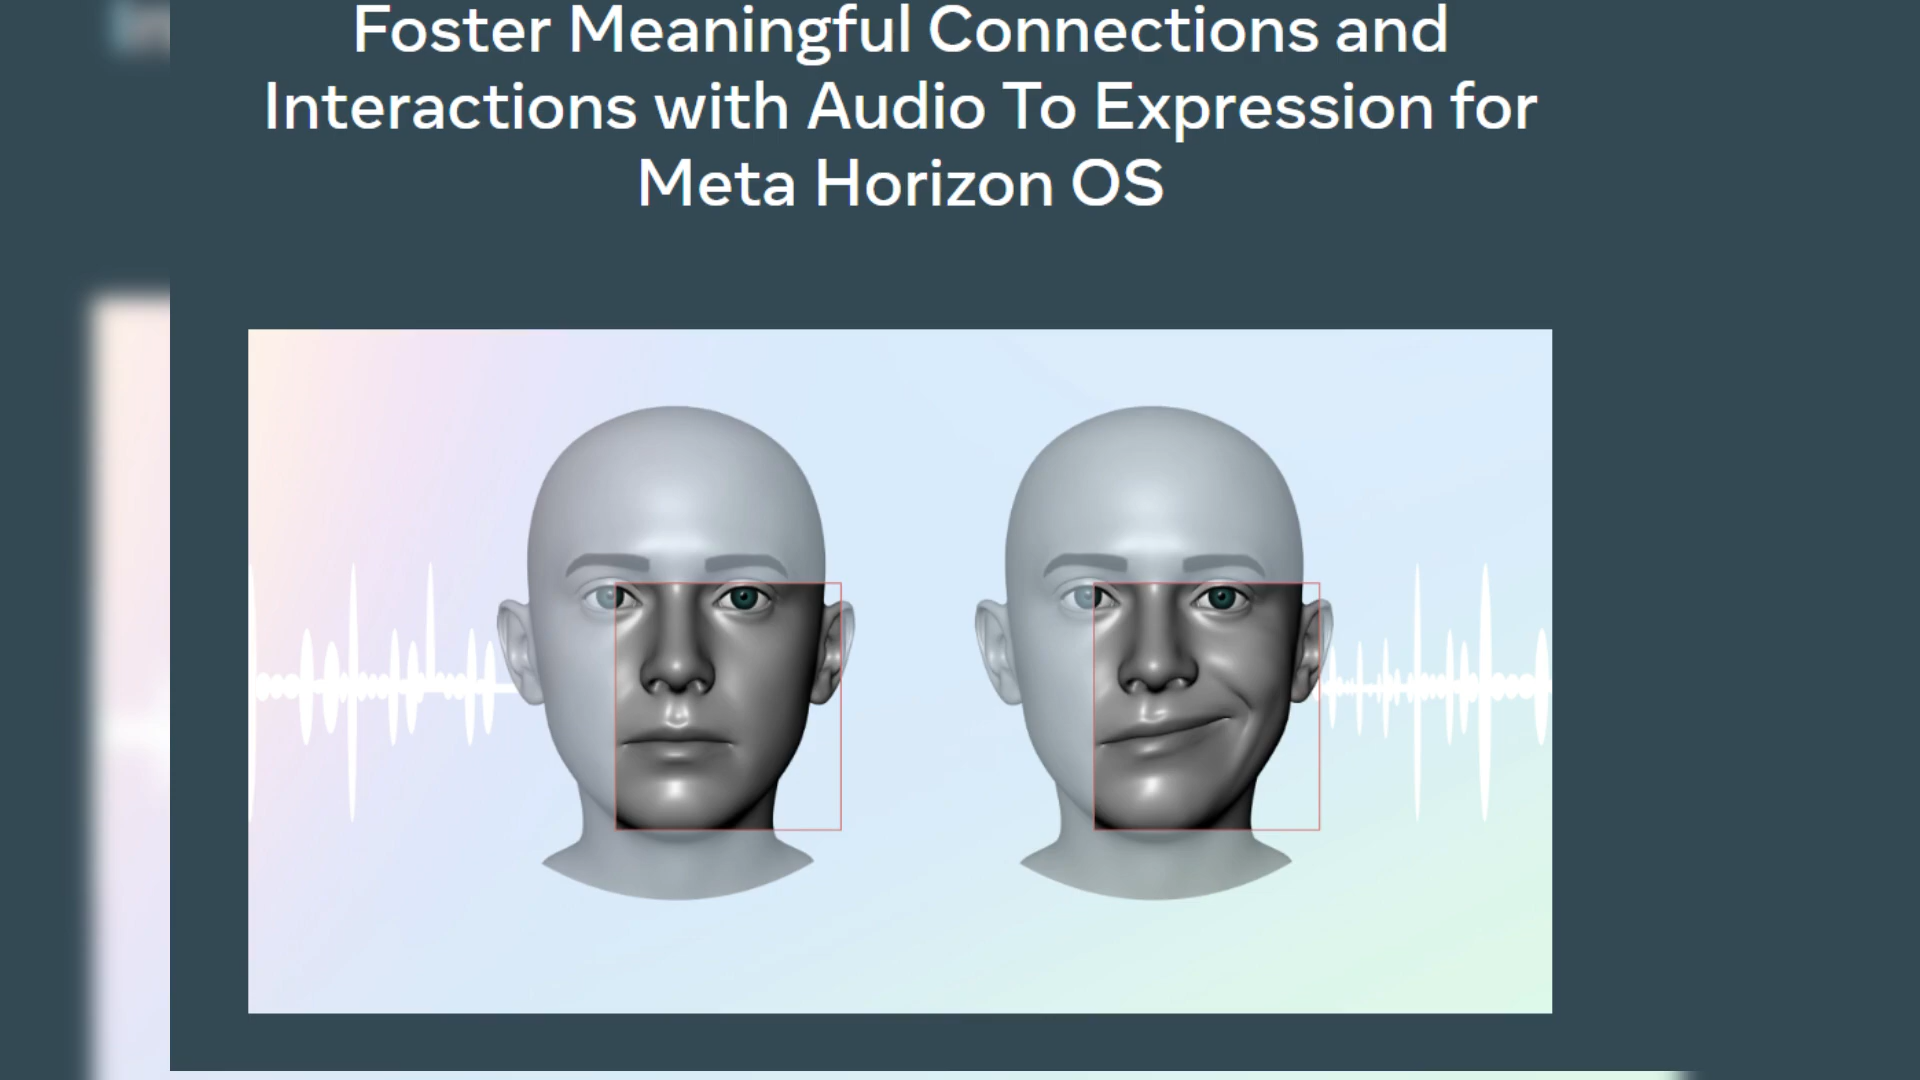 Foster Meaningful Connections and
Interactions with Audio To Expression for
Meta Horizon OS